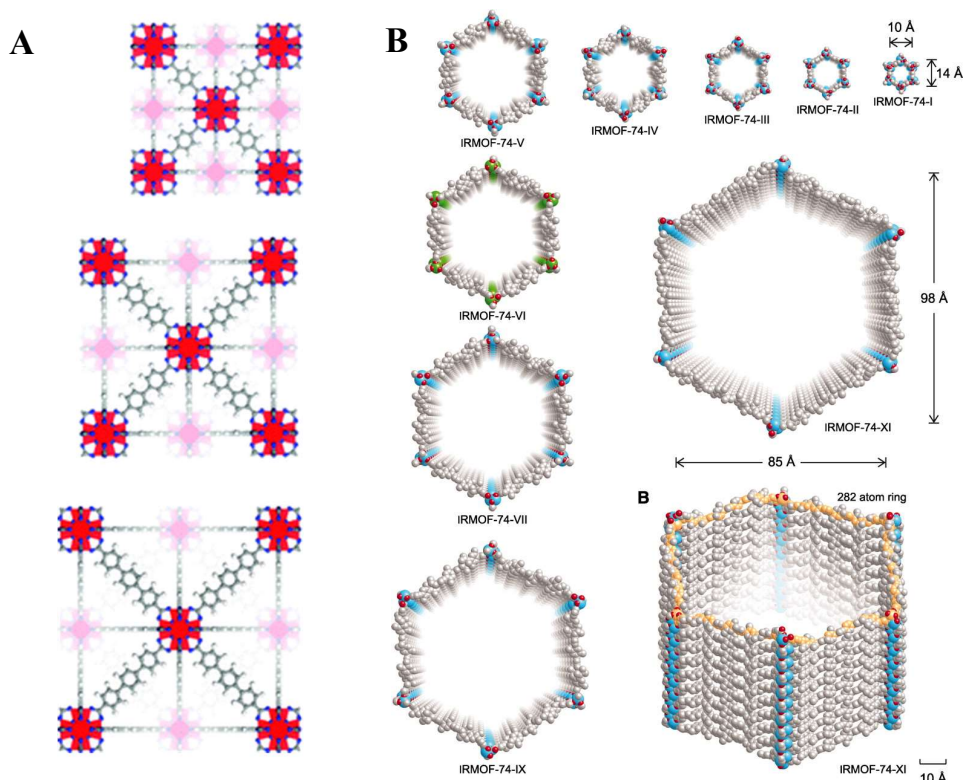 A
B
10 Å
14 Å
IRMOF-74-V
IRMOF-74-IV
IRMOF-74-III
IRMOF-74-II
IRMOF-74-I
IRMOF-74-VI
98 Å
IRMOF-74-XI
85 Å
IRMOF-74-VII
B
282 atom ring
IRMOF-74-IX
IRMOF-74-XI
10 Å